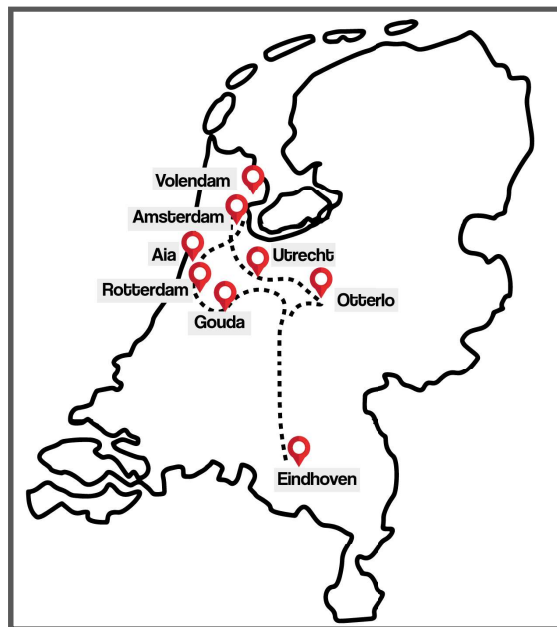 Volendam
Amsterdam
Aia
Utrecht
Rotterdam
Otterlo
Gouda
Eindhoven